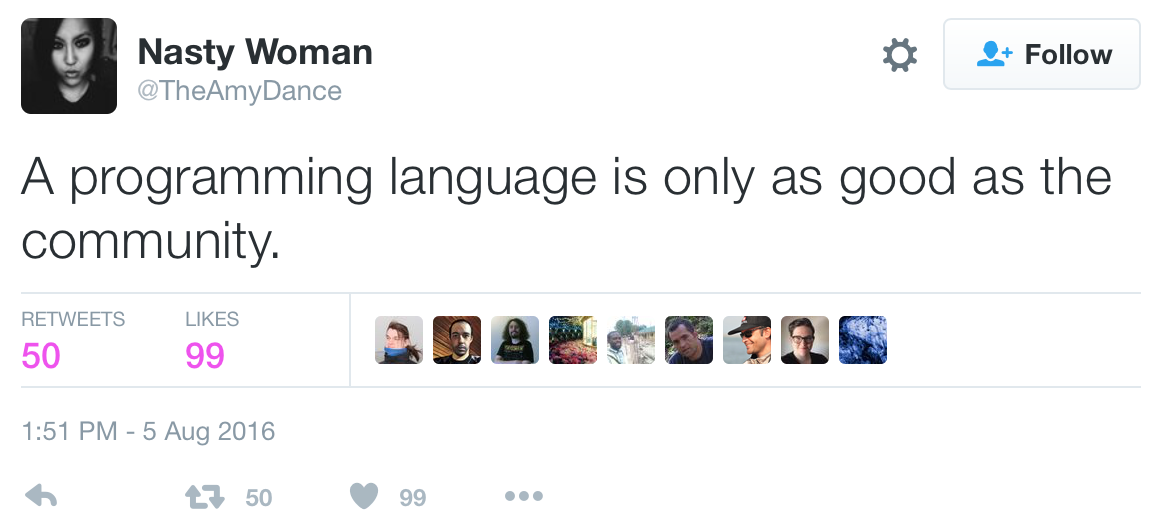 Nasty Woman
@TheAmyDance
Follow
A programming language is only as good as the
community.
RETWEETS LIKES
50 99
1:51 PM - 5 Aug 2016
50 99